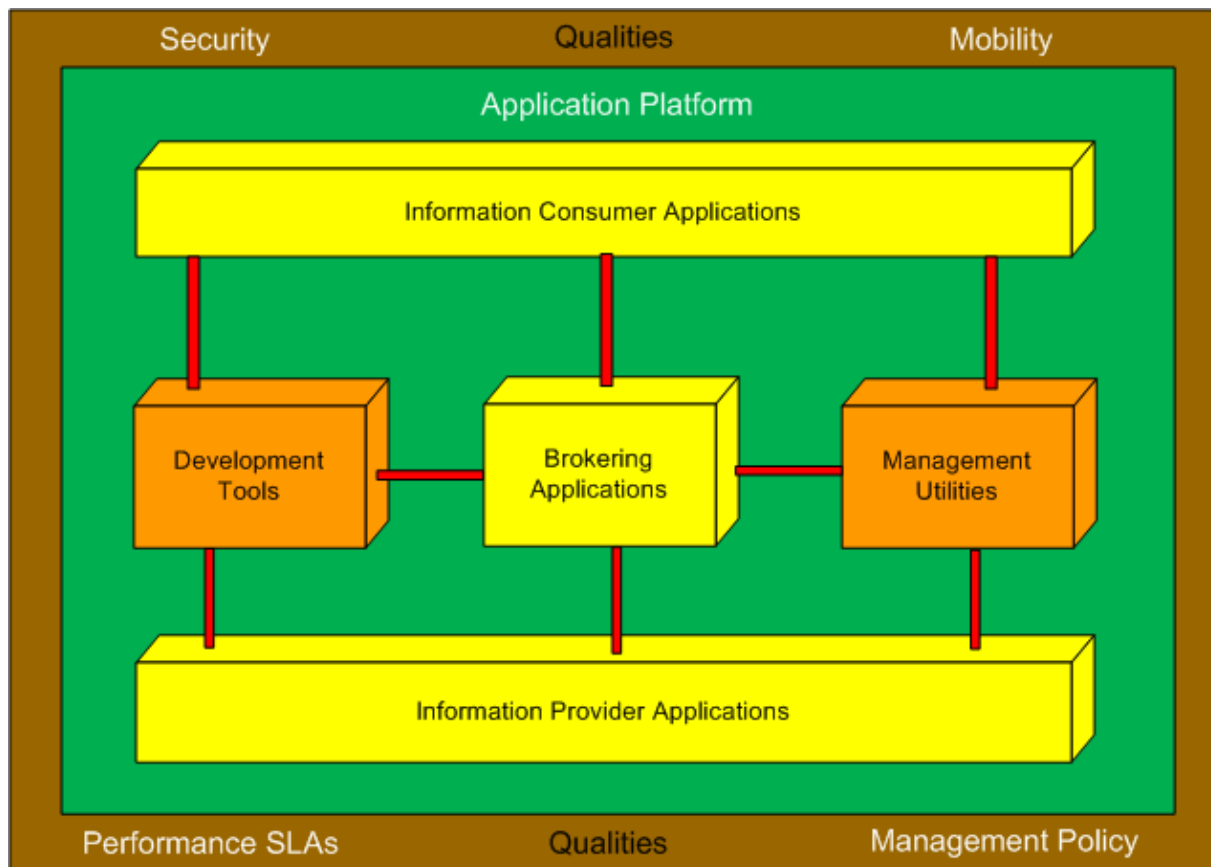 Security
Qualities
Mobility
Application Platform
Information Consumer Applications
Development
Tools
Brokering
Applications
Management
Utilities
Information Provider Applications
Performance SLAs
Qualities
Management Policy